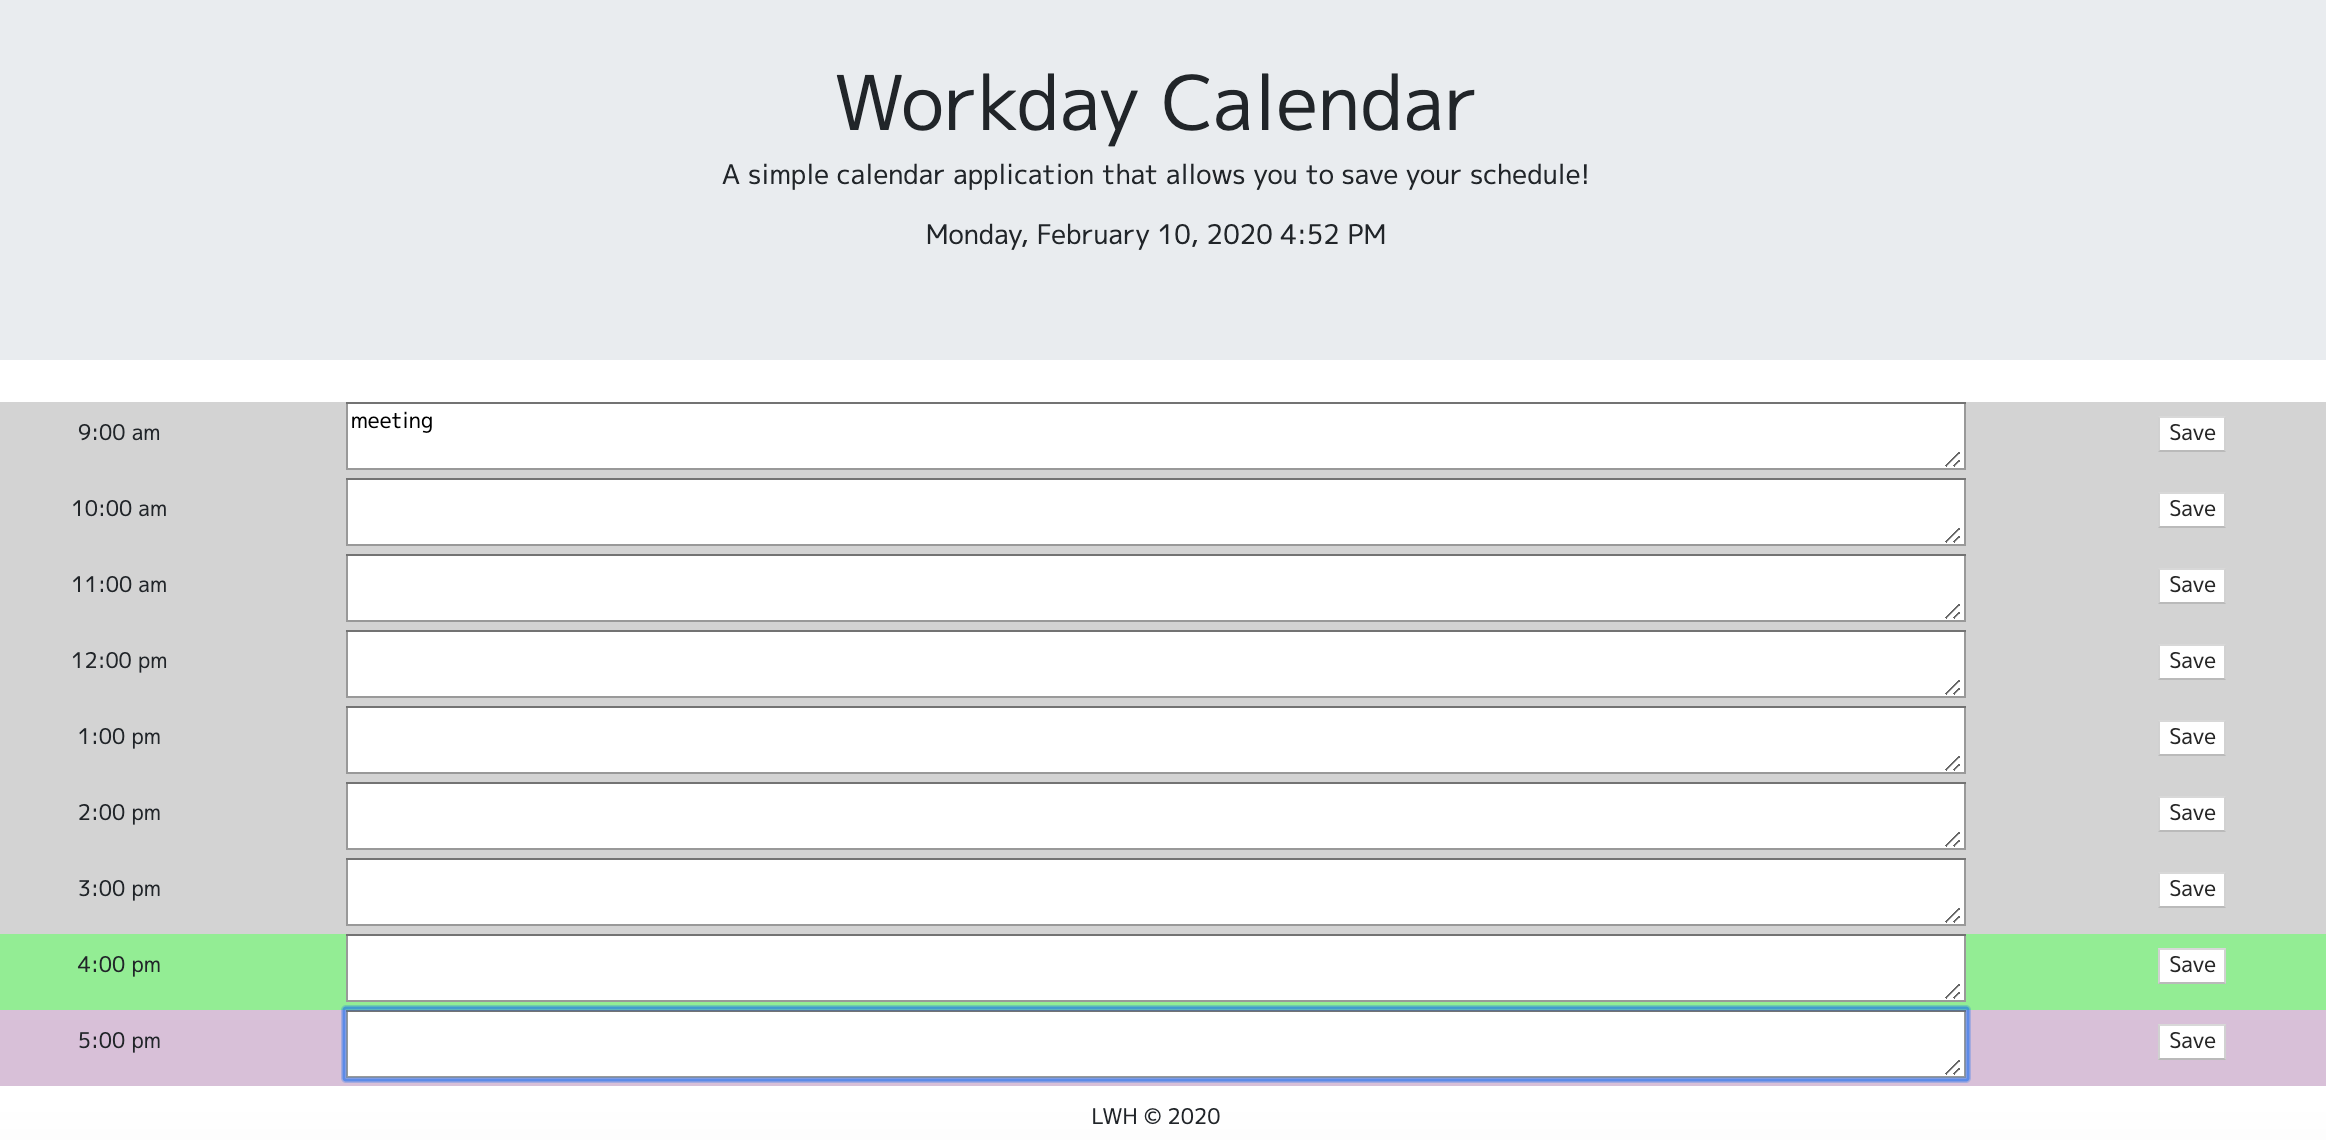 Workday Calendar
A simple calendar application that allows you to save your schedule!
Monday, February 10, 2020 4:52 PM
9:00 am meeting Save
10:00 am Save
11:00 am Save
12:00 pm Save
1:00 pm Save
2:00 pm Save
3:00 pm Save
4:00 pm Save
5:00 pm Save
LWH © 2020